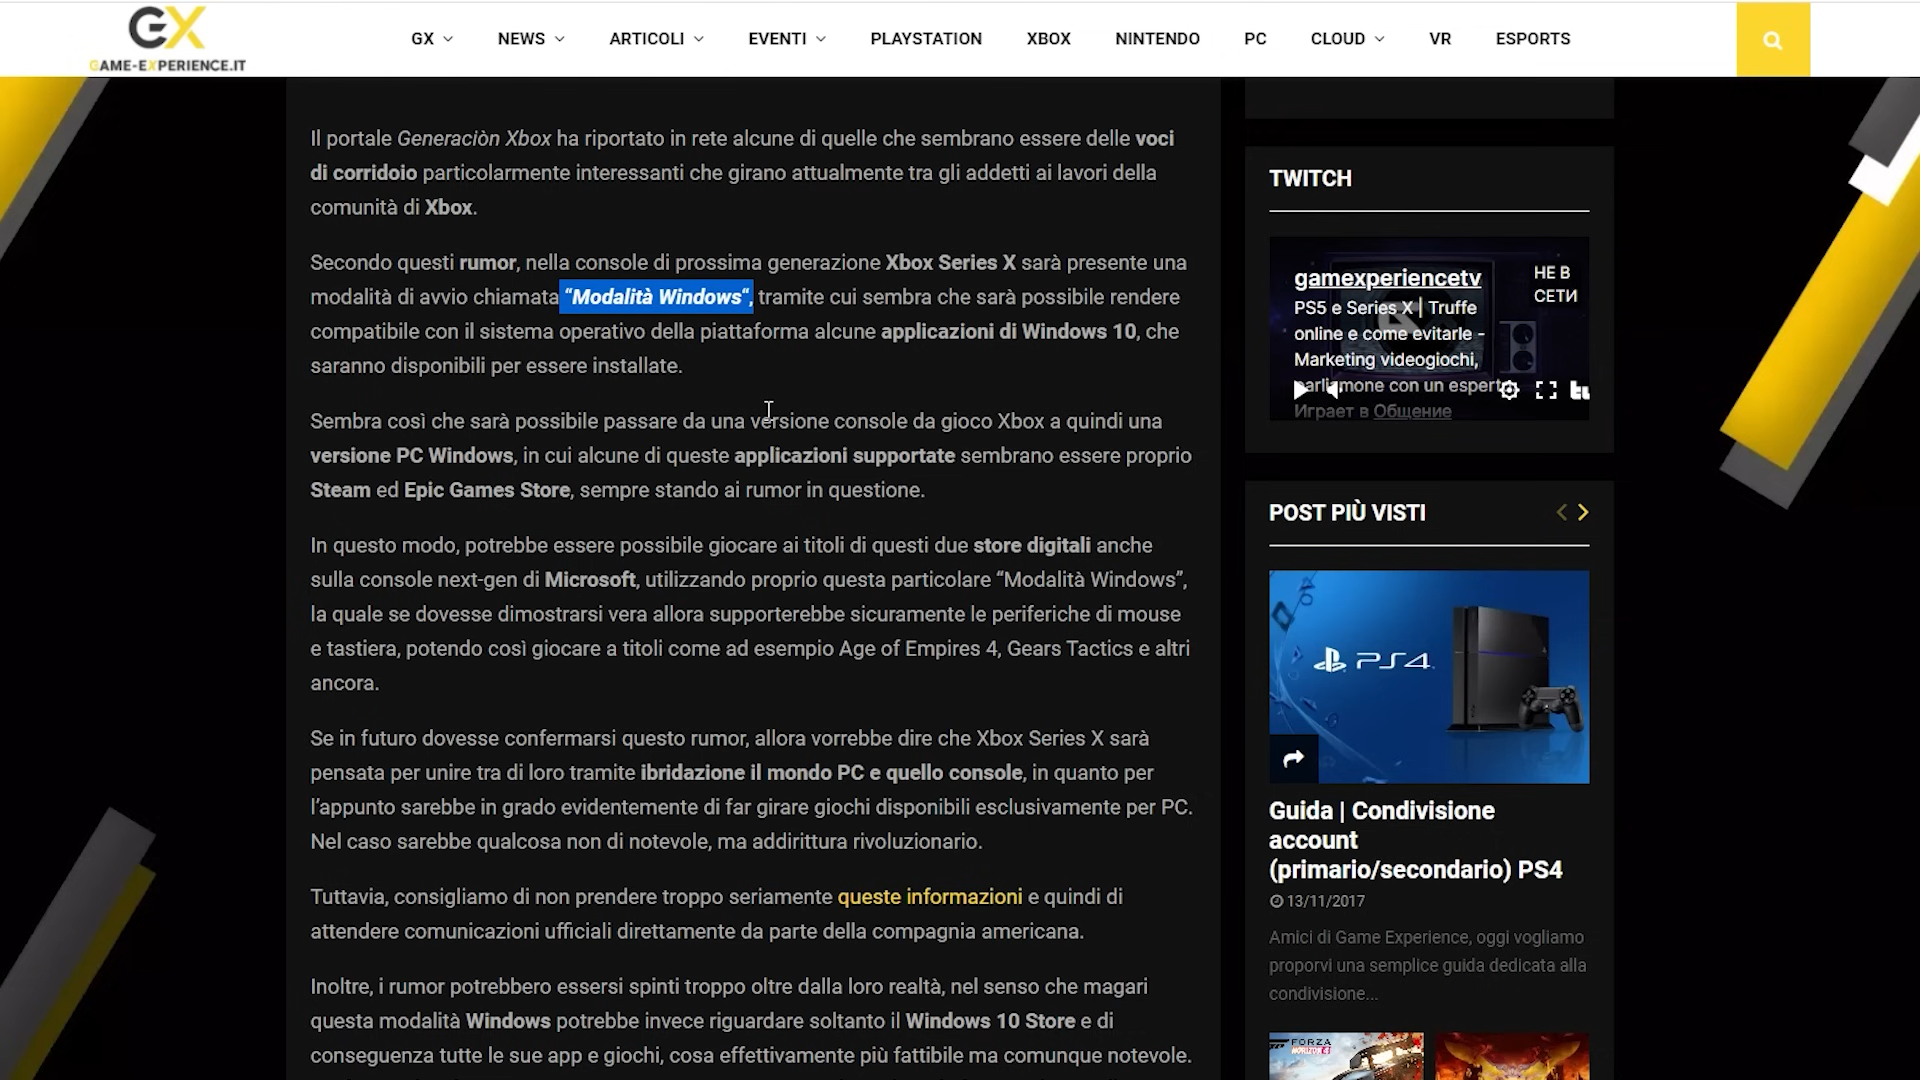 GX
GAME-EXPERIENCE.IT
GX NEWS ARTICOLI EVENTI PLAYSTATION XBOX NINTENDO PC CLOUD VR ESPORTS
Il portale Generaciòn Xbox ha riportato in rete alcune di quelle che sembrano essere delle voci
di corridoio particolarmente interessanti che girano attualmente tra gli addetti ai lavori della
comunità di Xbox.
Secondo questi rumor, nella console di prossima generazione Xbox Series X sarà presente una
modalità di avvio chiamata “Modalità Windows“, tramite cui sembra che sarà possibile rendere
compatibile con il sistema operativo della piattaforma alcune applicazioni di Windows 10, che
saranno disponibili per essere installate.
Sembra così che sarà possibile passare da una versione console da gioco Xbox a quindi una
versione PC Windows, in cui alcune di queste applicazioni supportate sembrano essere proprio
Steam ed Epic Games Store, sempre stando ai rumor in questione.
In questo modo, potrebbe essere possibile giocare ai titoli di questi due store digitali anche
sulla console next-gen di Microsoft, utilizzando proprio questa particolare “Modalità Windows”,
la quale se dovesse dimostrarsi vera allora supporterebbe sicuramente le periferiche di mouse
e tastiera, potendo così giocare a titoli come ad esempio Age of Empires 4, Gears Tactics e altri
ancora.
Se in futuro dovesse confermarsi questo rumor, allora vorrebbe dire che Xbox Series X sarà
pensata per unire tra di loro tramite ibridazione il mondo PC e quello console, in quanto per
l’appunto sarebbe in grado evidentemente di far girare giochi disponibili esclusivamente per PC.
Nel caso sarebbe qualcosa non di notevole, ma addirittura rivoluzionario.
Tuttavia, consigliamo di non prendere troppo seriamente queste informazioni e quindi di
attendere comunicazioni ufficiali direttamente da parte della compagnia americana.
Inoltre, i rumor potrebbero essersi spinti troppo oltre dalla loro realtà, nel senso che magari
questa modalità Windows potrebbe invece riguardare soltanto il Windows 10 Store e di
conseguenza tutte le sue app e giochi, cosa effettivamente più fattibile ma comunque notevole.
TWITCH
gamexperiencetv
НЕ В
СЕТИ
PS5 e Series X | Truffe
online e come evitarle -
Marketing videogiochi,
parliamone con un esperto
Играет в Общение
POST PIÙ VISTI
PS4
Guida | Condivisione
account
(primario/secondario) PS4
13/11/2017
Amici di Game Experience, oggi vogliamo
proporvi una semplice guida dedicata alla
condivisione...
FORZA
HORIZON 4